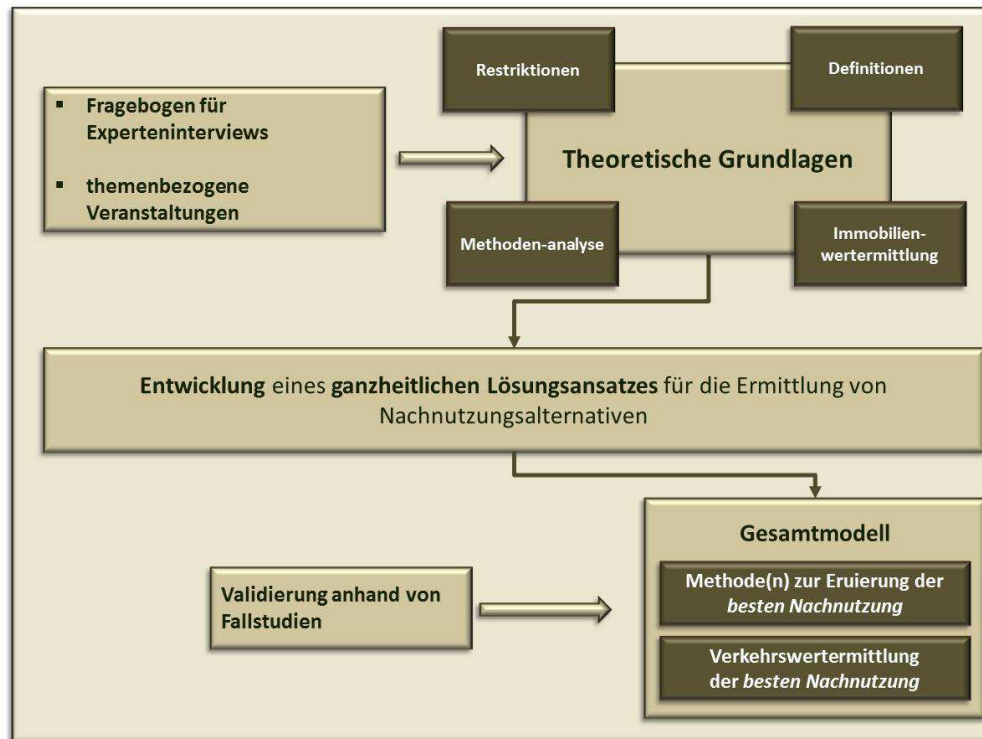 Restriktionen
Definitionen
▪ Fragebogen für
Experteninterviews
▪ themenbezogene
Veranstaltungen
Theoretische Grundlagen
Methoden-analyse
Immobilien-
wertermittlung
Entwicklung eines ganzheitlichen Lösungsansatzes für die Ermittlung von
Nachnutzungsalternativen
Gesamtmodell
Methode(n) zur Eruierung der
besten Nachnutzung
Verkehrswertermittlung
der besten Nachnutzung
Validierung anhand von
Fallstudien